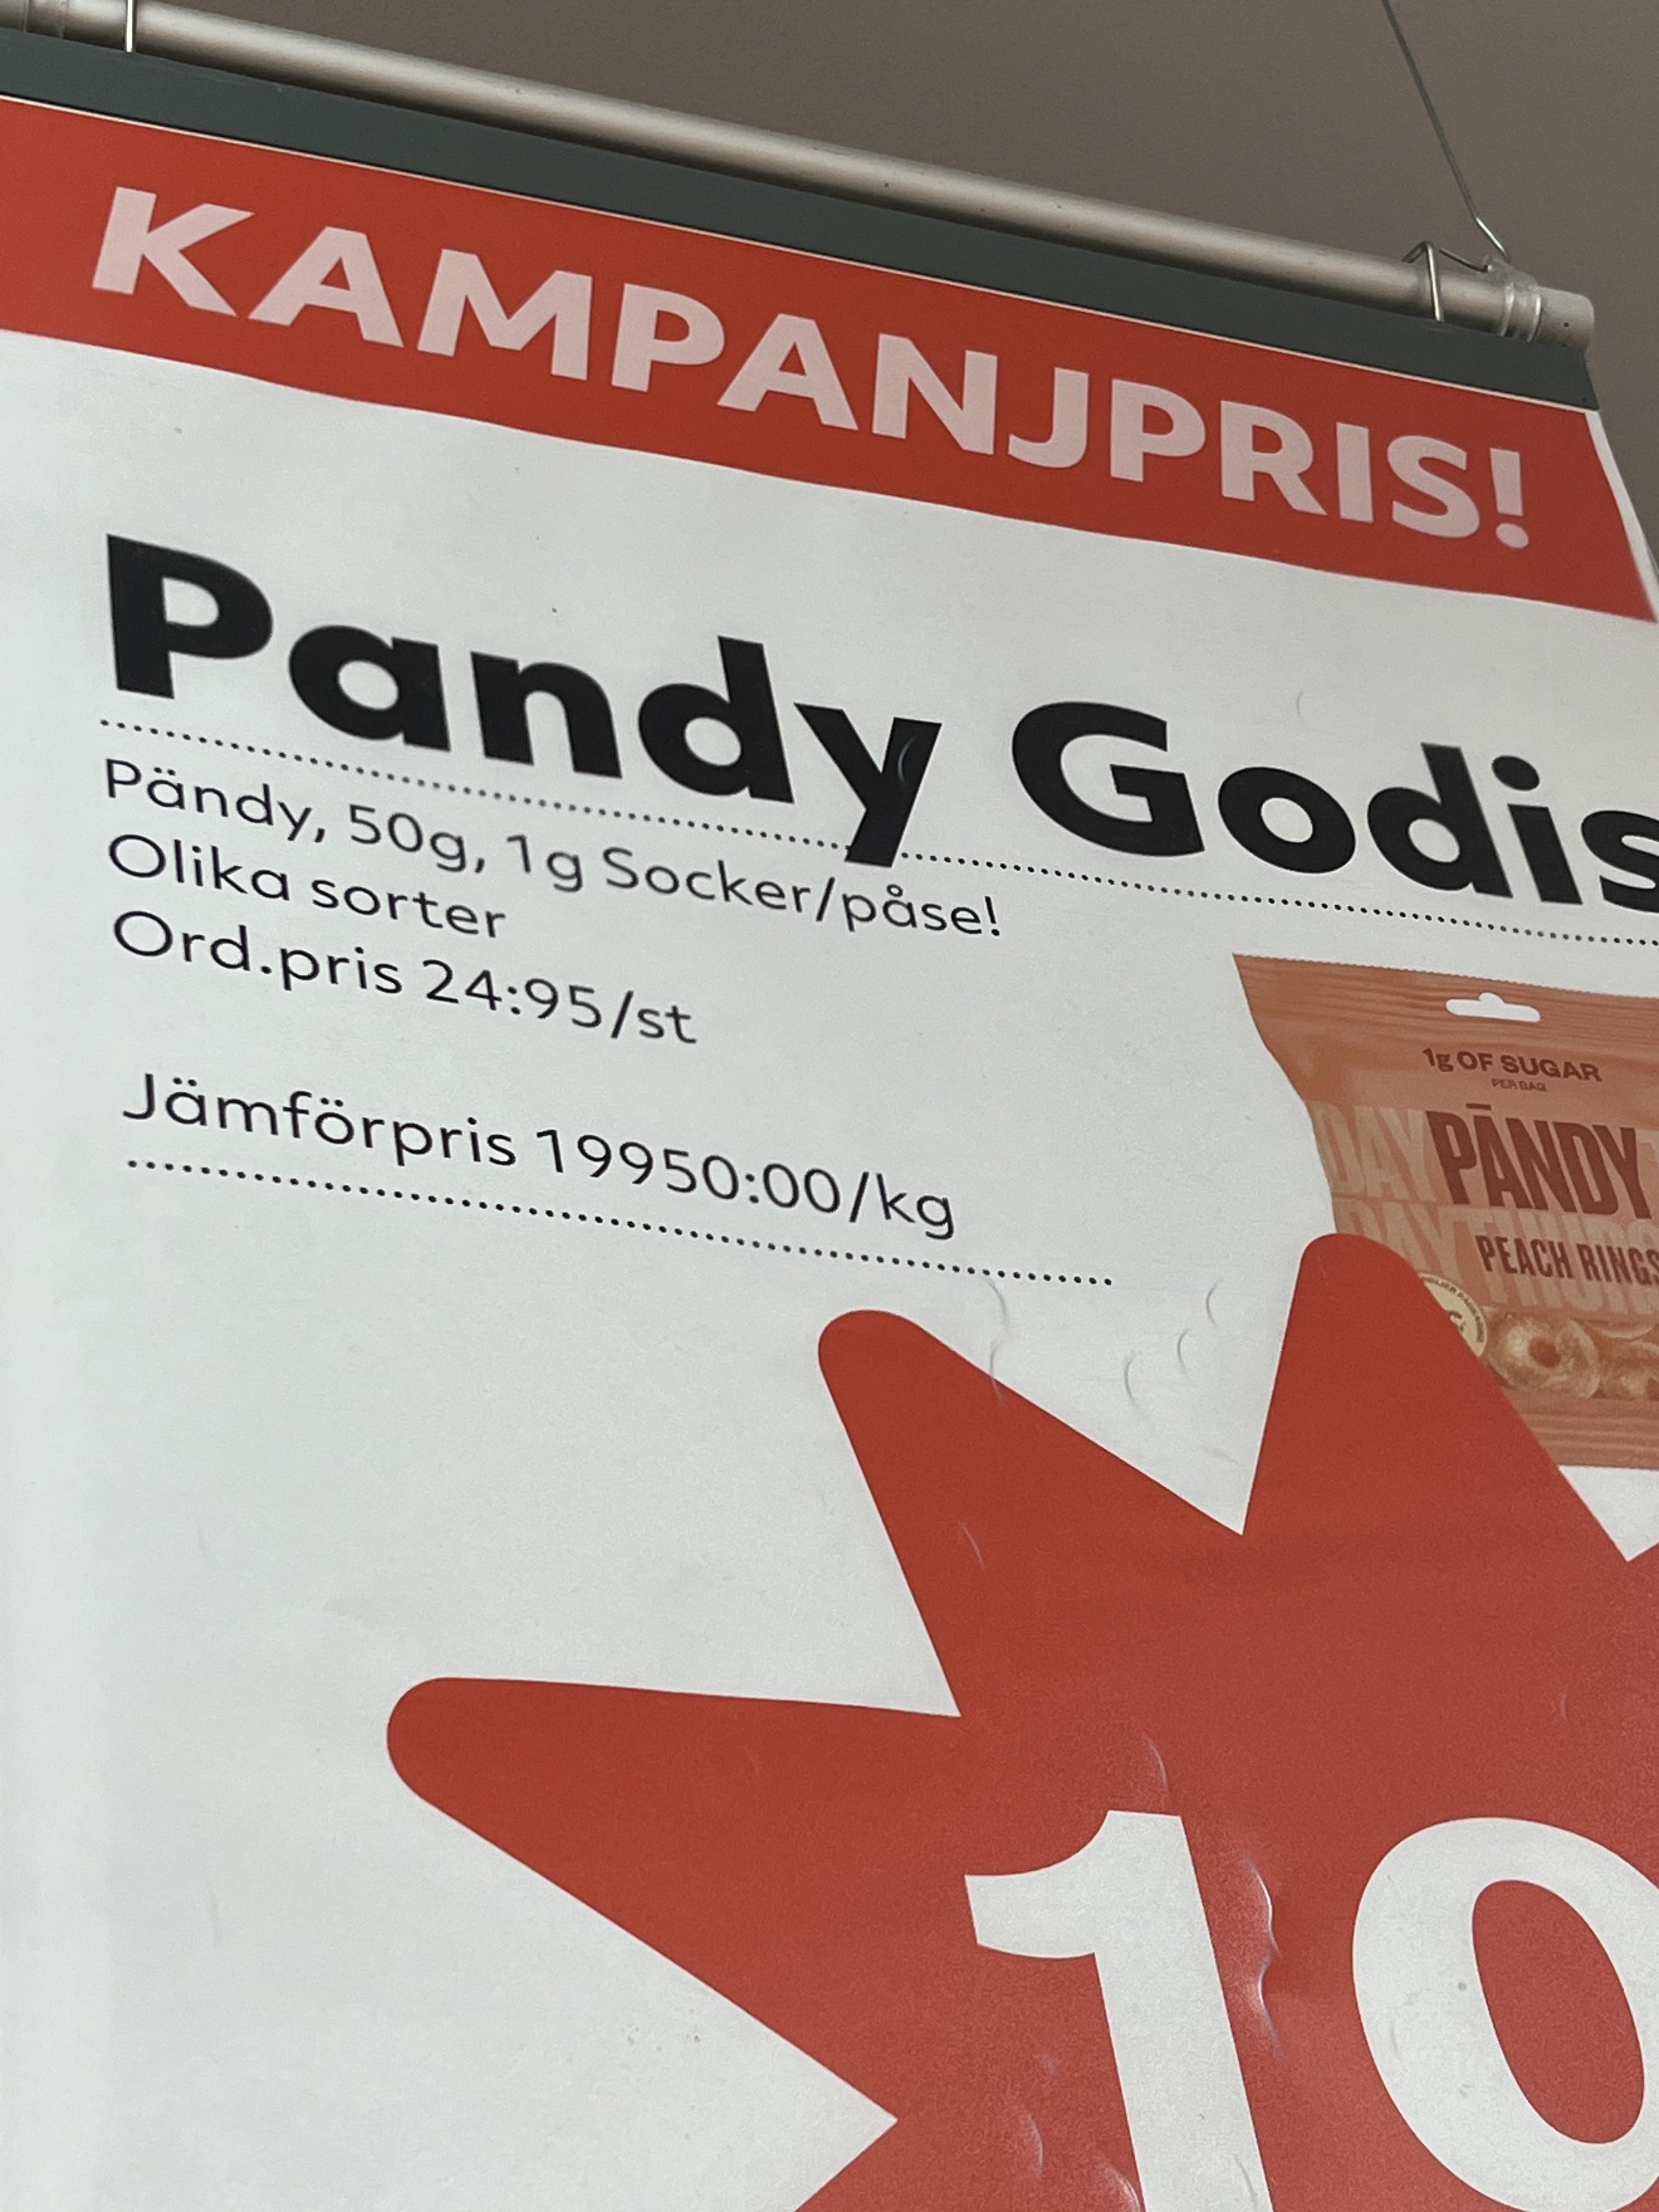 KAMPANJPRIS!
Pandy Godis
Pändy, 50g, 1g Socker/påse!
Olika sorter
Ord.pris 24:95/st
Jämförpris 19950:00/kg
1g OF SUGAR
PER BAG
PÄNDY
PEACH RINGS
19